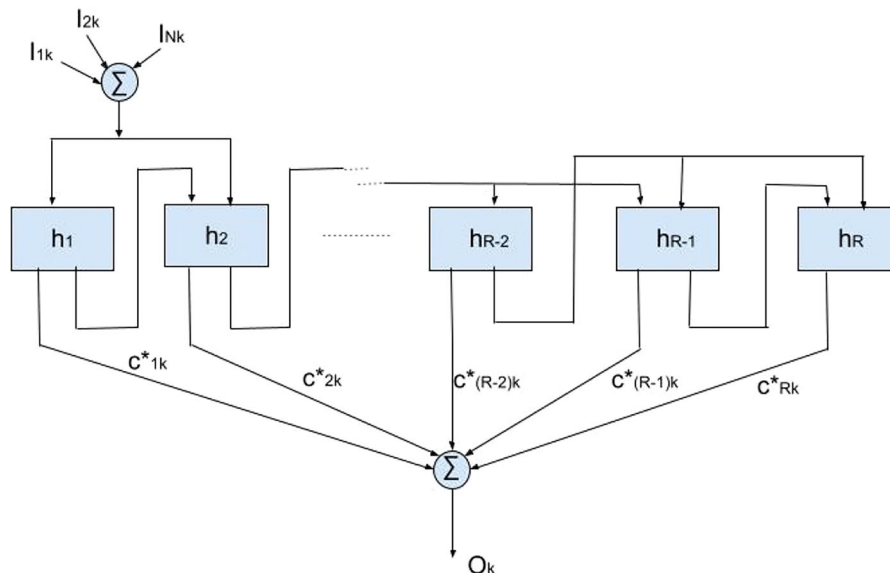 I2k
I1k
INk
Σ
h1
h2
hR-2
hR-1
hR
c*1k
c*2k
c*(R-2)k
c*(R-1)k
c*Rk
Σ
Ok